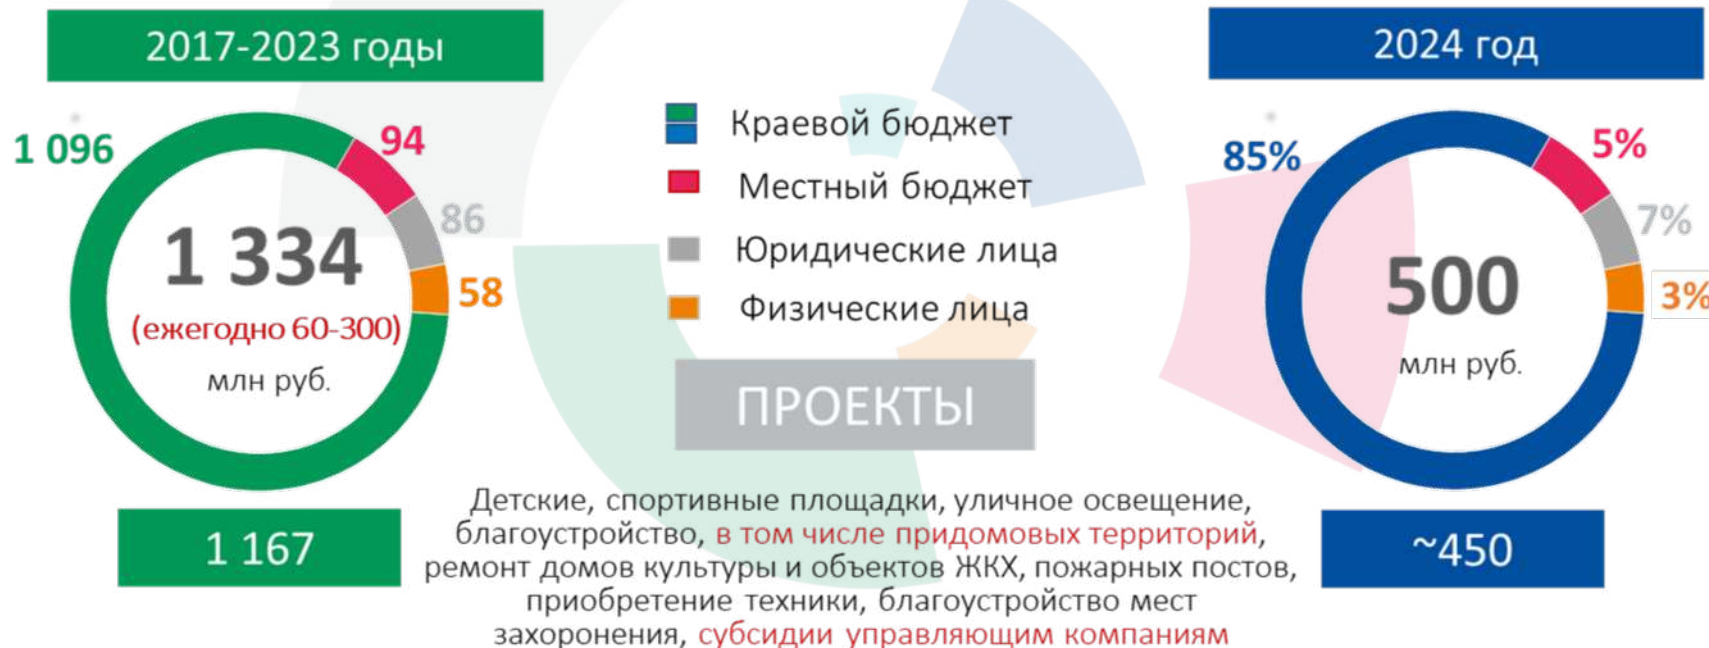 2017-2023 годы
1 096
94
86
58
1 334
(ежегодно 60-300)
млн руб.
1 167
Краевой бюджет
Местный бюджет
Юридические лица
Физические лица
ПРОЕКТЫ
Детские, спортивные площадки, уличное освещение,
благоустройство, в том числе придомовых территорий,
ремонт домов культуры и объектов ЖКХ, пожарных постов,
приобретение техники, благоустройство мест
захоронения, субсидии управляющим компаниям
2024 год
85%
5%
7%
3%
500
млн руб.
~450